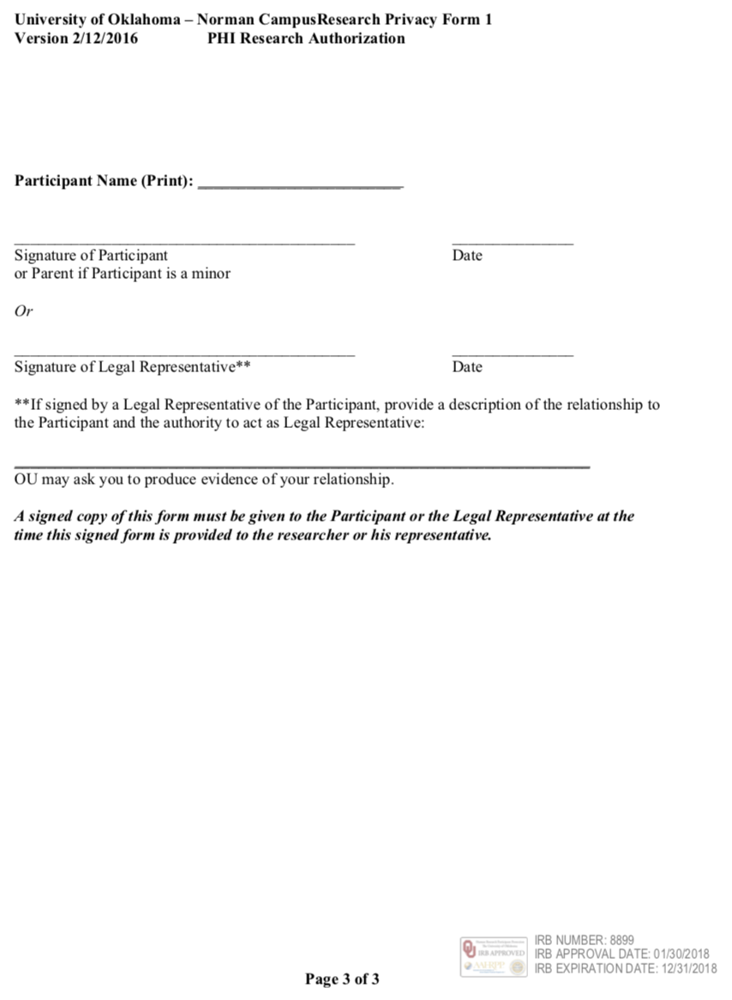 University of Oklahoma – Norman CampusResearch Privacy Form 1
Version 2/12/2016 PHI Research Authorization
Participant Name (Print): __________________________
Signature of Participant Date
or Parent if Participant is a minor
Or
Signature of Legal Representative** Date
**If signed by a Legal Representative of the Participant, provide a description of the relationship to
the Participant and the authority to act as Legal Representative:
OU may ask you to produce evidence of your relationship.
A signed copy of this form must be given to the Participant or the Legal Representative at the
time this signed form is provided to the researcher or his representative.
IRB APPROVED
IRB NUMBER: 8899
IRB APPROVAL DATE: 01/30/2018
IRB EXPIRATION DATE: 12/31/2018
Page 3 of 3